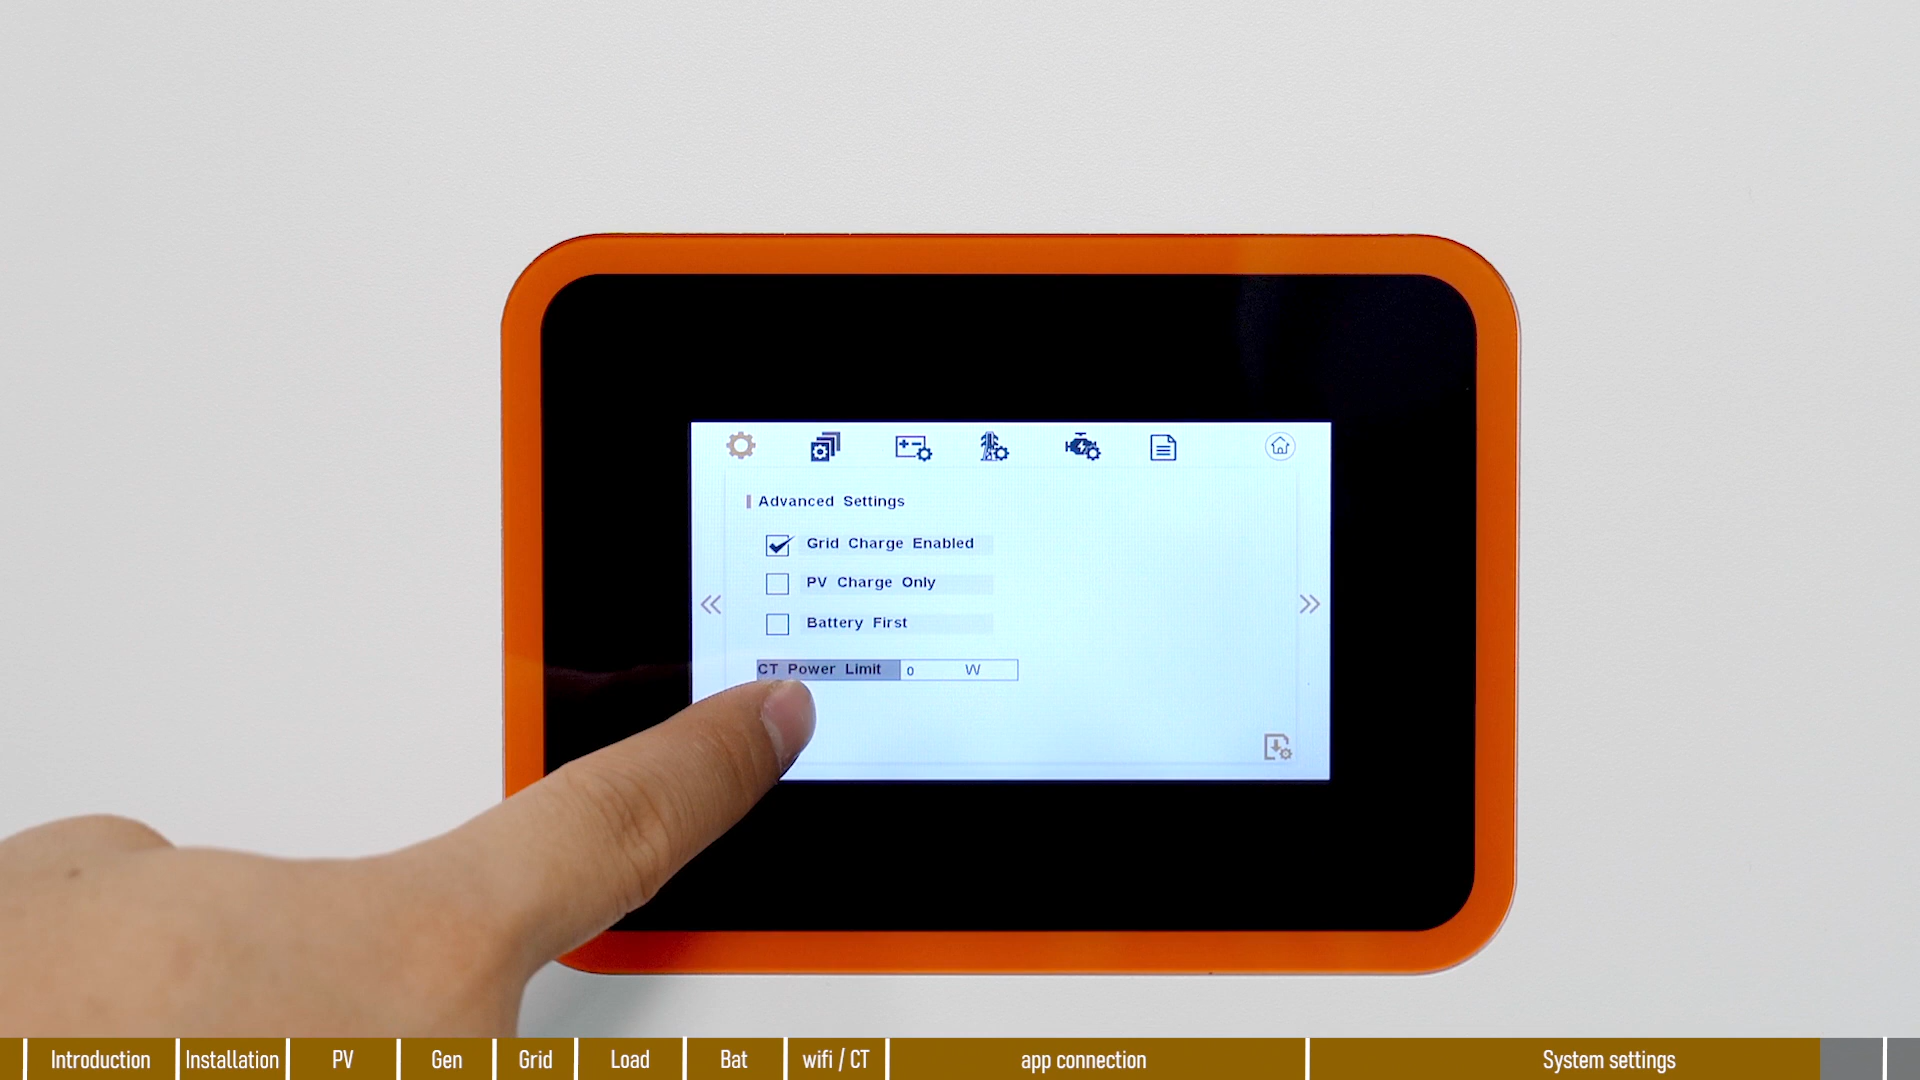 Advanced Settings
Grid Charge Enabled
PV Charge Only
Battery First
CT Power Limit 0 W
Introduction Installation PV Gen Grid Load Bat wifi / CT app connection System settings